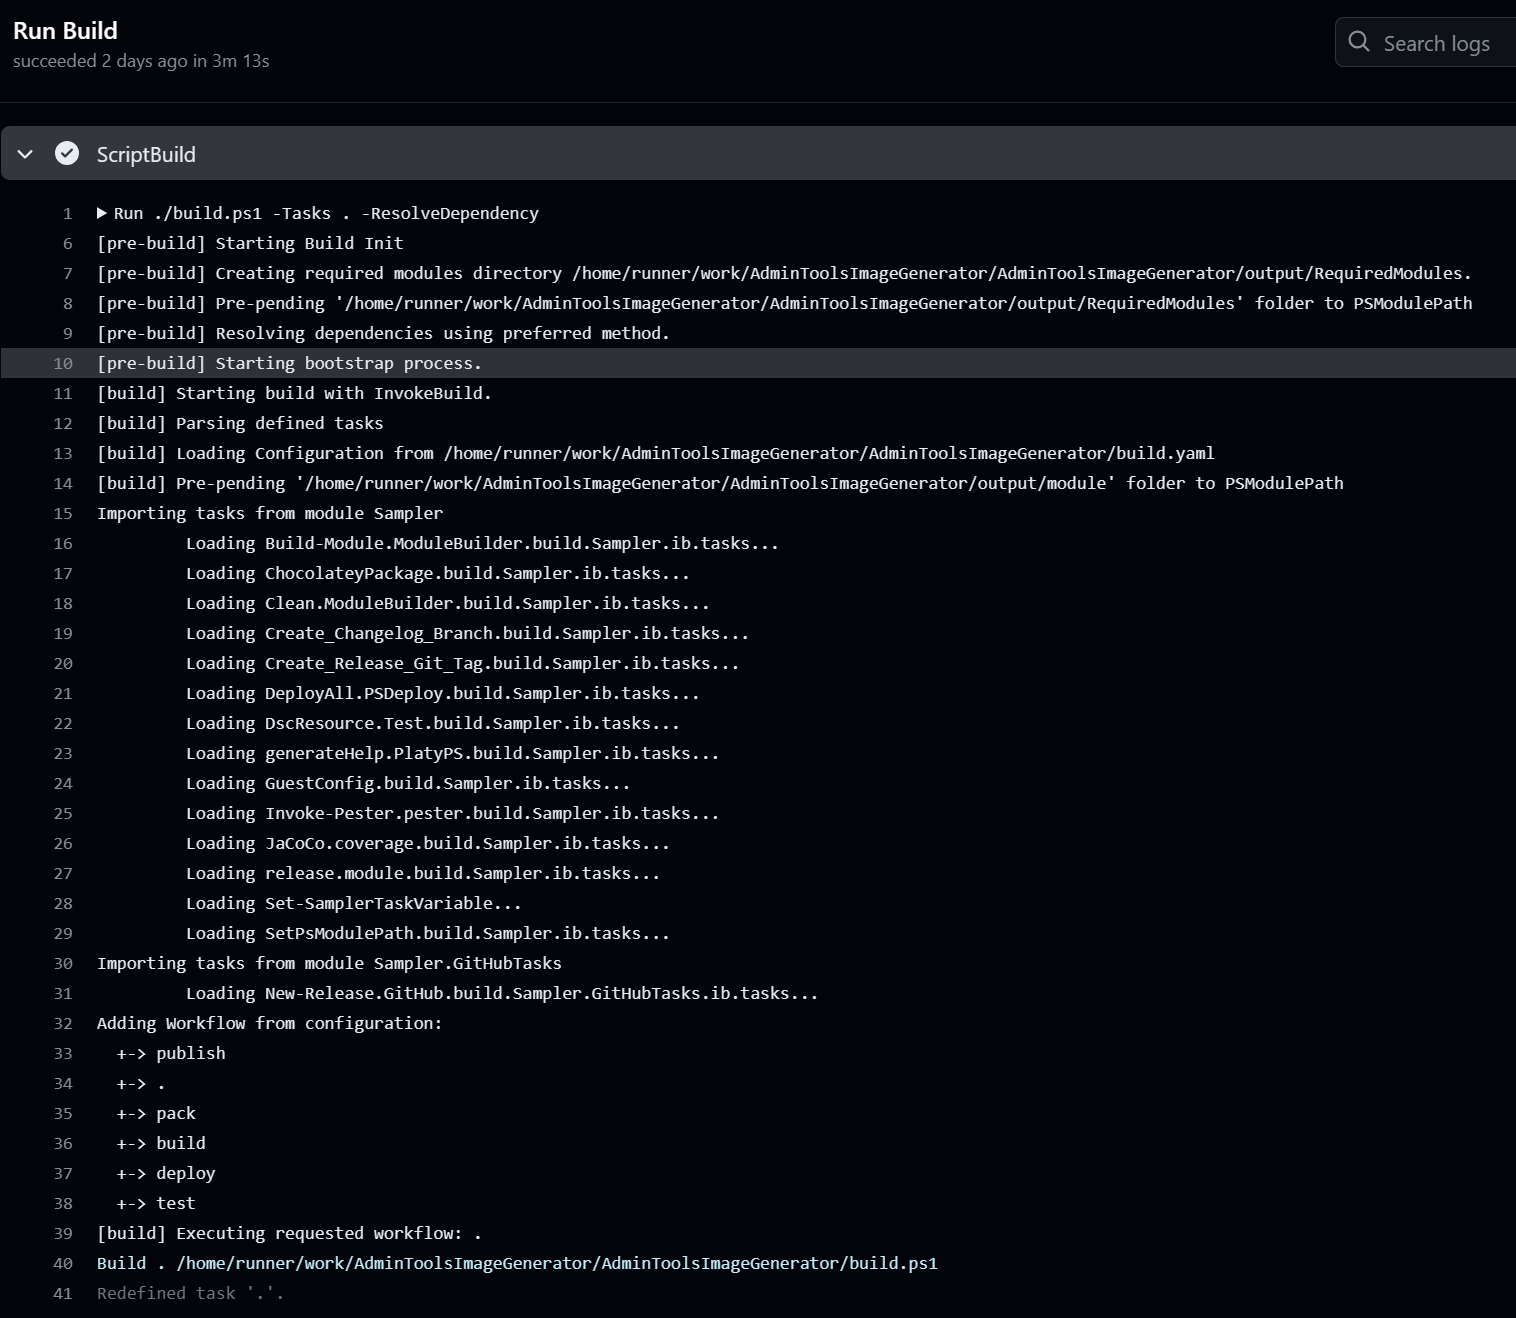 Run Build
succeeded 2 days ago in 3m 13s
Search logs
ScriptBuild
1 Run ./build.ps1 -Tasks . -ResolveDependency
6 [pre-build] Starting Build Init
7 [pre-build] Creating required modules directory /home/runner/work/AdminToolsImageGenerator/AdminToolsImageGenerator/output/RequiredModules.
8 [pre-build] Pre-pending '/home/runner/work/AdminToolsImageGenerator/AdminToolsImageGenerator/output/RequiredModules' folder to PSModulePath
9 [pre-build] Resolving dependencies using preferred method.
10 [pre-build] Starting bootstrap process.
11 [build] Starting build with InvokeBuild.
12 [build] Parsing defined tasks
13 [build] Loading Configuration from /home/runner/work/AdminToolsImageGenerator/AdminToolsImageGenerator/build.yaml
14 [build] Pre-pending '/home/runner/work/AdminToolsImageGenerator/AdminToolsImageGenerator/output/module' folder to PSModulePath
15 Importing tasks from module Sampler
16 Loading Build-Module.ModuleBuilder.build.Sampler.ib.tasks...
17 Loading ChocolateyPackage.build.Sampler.ib.tasks...
18 Loading Clean.ModuleBuilder.build.Sampler.ib.tasks...
19 Loading Create_Changelog_Branch.build.Sampler.ib.tasks...
20 Loading Create_Release_Git_Tag.build.Sampler.ib.tasks...
21 Loading DeployAll.PSDeploy.build.Sampler.ib.tasks...
22 Loading DscResource.Test.build.Sampler.ib.tasks...
23 Loading generateHelp.PlatyPS.build.Sampler.ib.tasks...
24 Loading GuestConfig.build.Sampler.ib.tasks...
25 Loading Invoke-Pester.pester.build.Sampler.ib.tasks...
26 Loading JaCoCo.coverage.build.Sampler.ib.tasks...
27 Loading release.module.build.Sampler.ib.tasks...
28 Loading Set-SamplerTaskVariable...
29 Loading SetPsModulePath.build.Sampler.ib.tasks...
30 Importing tasks from module Sampler.GitHubTasks
31 Loading New-Release.GitHub.build.Sampler.GitHubTasks.ib.tasks...
32 Adding Workflow from configuration:
33 +-> publish
34 +-> .
35 +-> pack
36 +-> build
37 +-> deploy
38 +-> test
39 [build] Executing requested workflow: .
40 Build . /home/runner/work/AdminToolsImageGenerator/AdminToolsImageGenerator/build.ps1
41 Redefined task '.'.